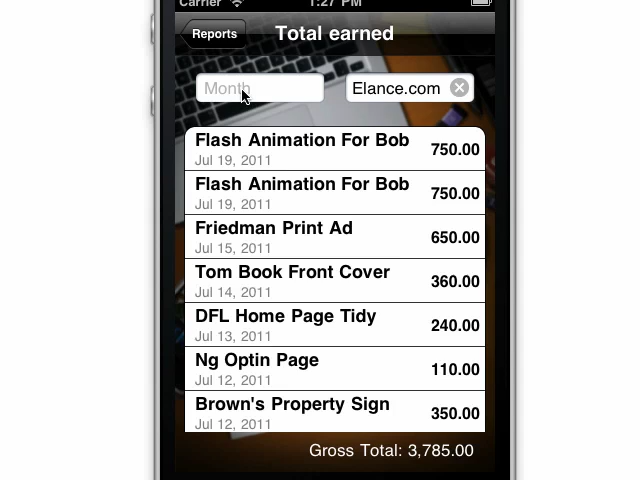 Carrier 1:27 PM
Reports Total earned
Month Elance.com
Flash Animation For Bob
Jul 19, 2011 750.00
Flash Animation For Bob
Jul 19, 2011 750.00
Friedman Print Ad
Jul 15, 2011 650.00
Tom Book Front Cover
Jul 14, 2011 360.00
DFL Home Page Tidy
Jul 13, 2011 240.00
Ng Optin Page
Jul 12, 2011 110.00
Brown's Property Sign
Jul 12, 2011 350.00
Gross Total: 3,785.00